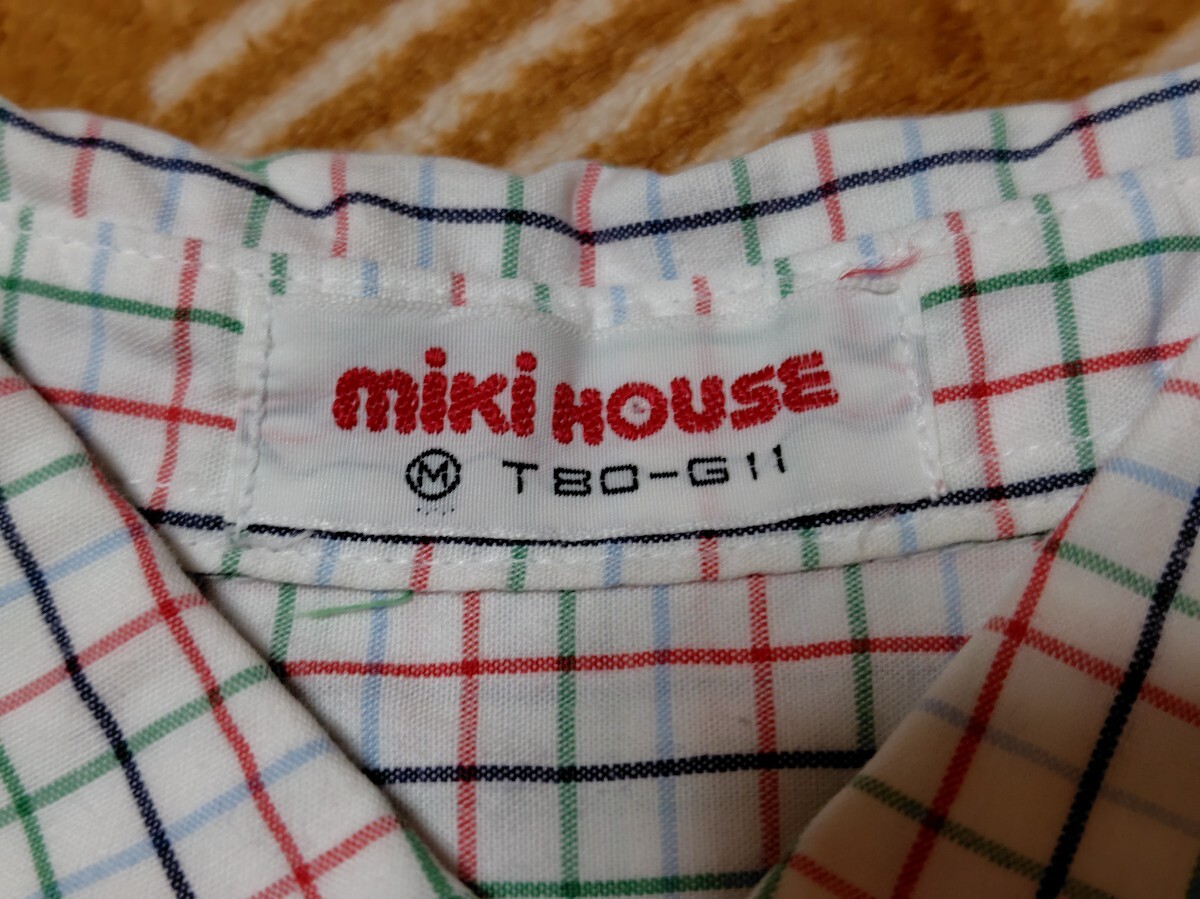 miki HOUSE
Ⓜ T80-G11